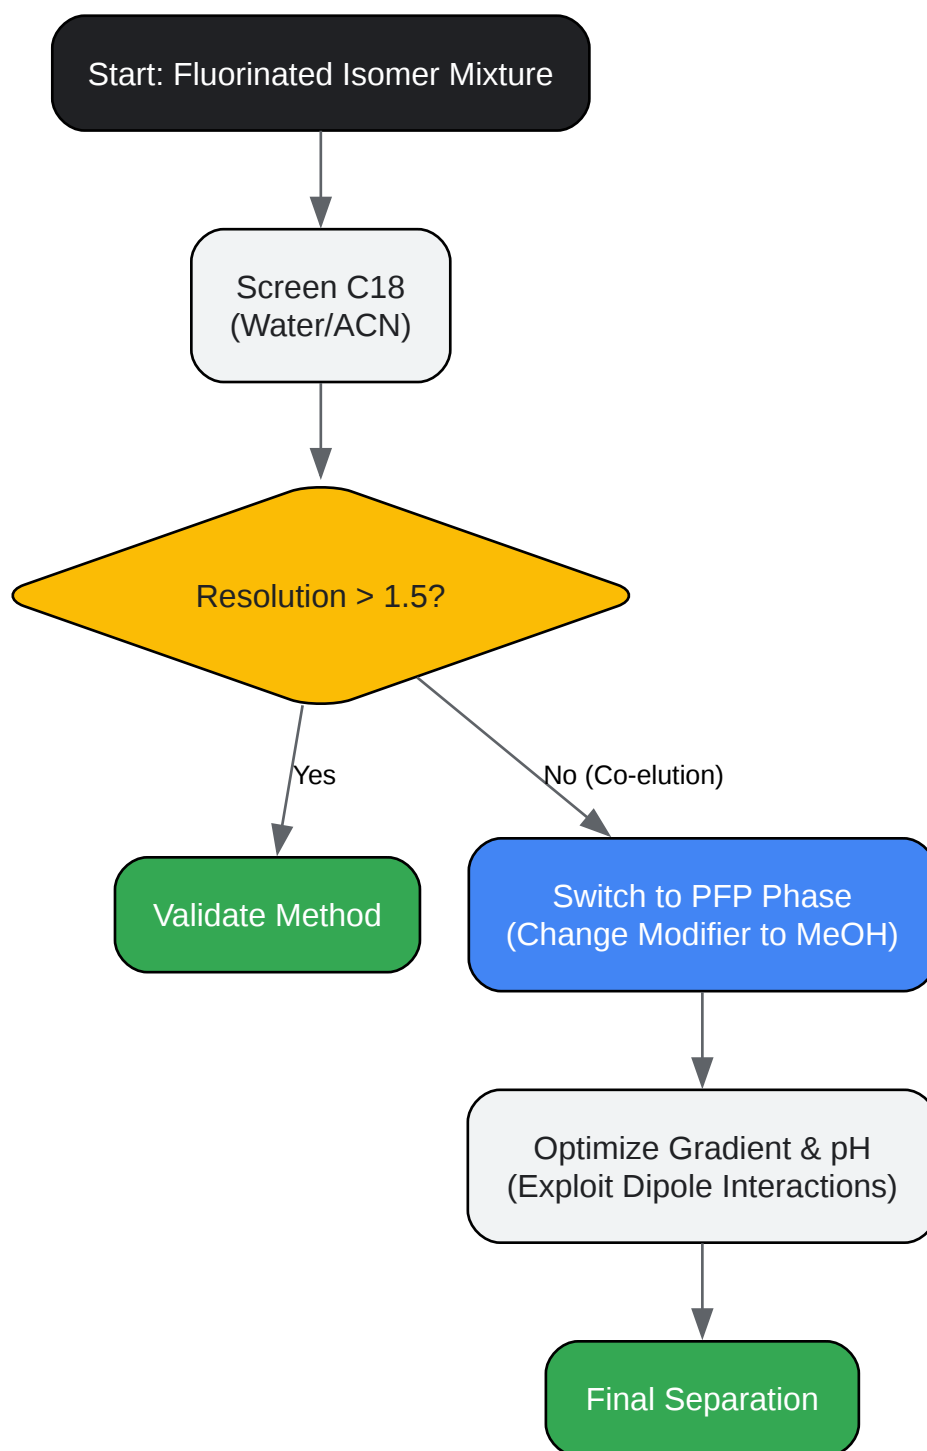 Start: Fluorinated Isomer Mixture
Screen C18
(Water/ACN)
Resolution > 1.5?
Yes
No (Co-elution)
Validate Method
Switch to PFP Phase
(Change Modifier to MeOH)
Optimize Gradient & pH
(Exploit Dipole Interactions)
Final Separation